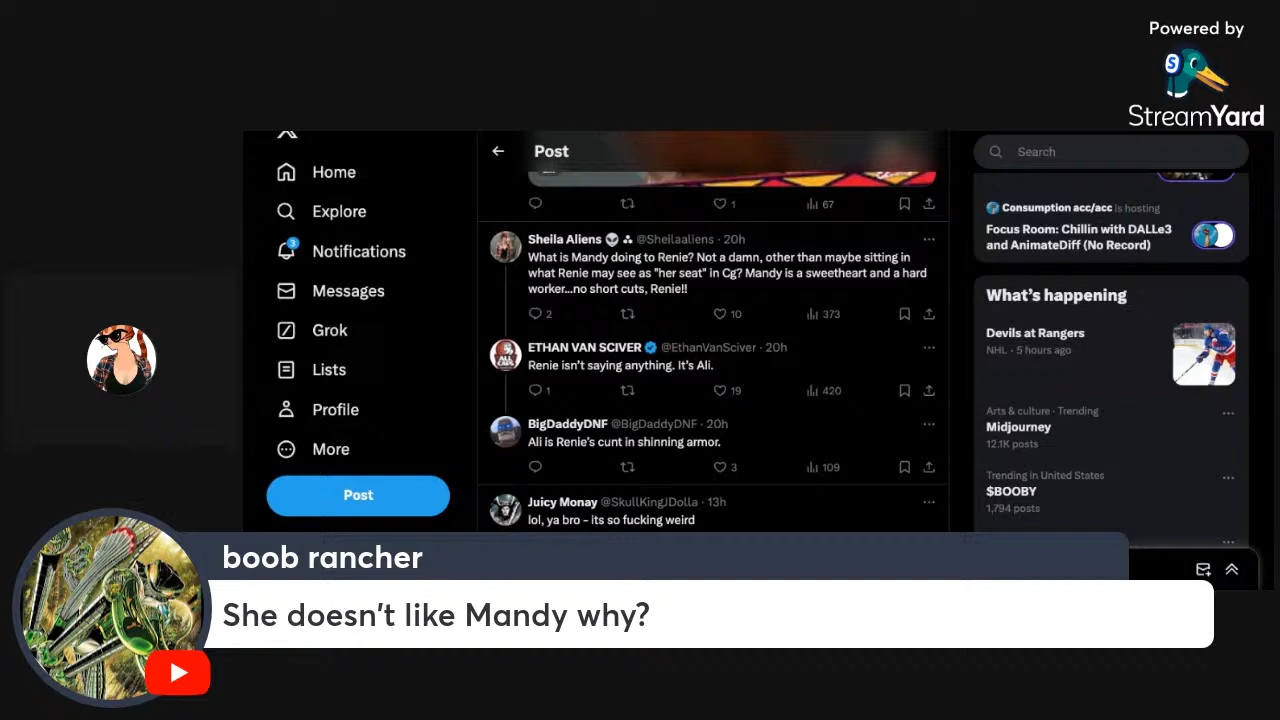 Powered by
StreamYard
Home
Explore
3
Notifications
Messages
Grok
Lists
Profile
More
Post
Post
1
67
Sheila Aliens @Sheilaaliens · 20h
What is Mandy doing to Renie? Not a damn, other than maybe sitting in
what Renie may see as "her seat" in Cg? Mandy is a sweetheart and a hard
worker...no short cuts, Renie!!
2
10
373
ETHAN VAN SCIVER @EthanVanSciver · 20h
Renie isn't saying anything. It's Ali.
1
19
420
BigDaddyDNF @BigDaddyDNF · 20h
Ali is Renie's cunt in shinning armor.
3
109
Juicy Monay @SkullKingJDolla · 13h
lol, ya bro - its so fucking weird
Search
Consumption acc/acc is hosting
Focus Room: Chillin with DALLe3
and AnimateDiff (No Record)
What's happening
Devils at Rangers
NHL · 5 hours ago
Arts & culture · Trending
Midjourney
12.1K posts
Trending in United States
$BOOBY
1,794 posts
boob rancher
She doesn't like Mandy why?